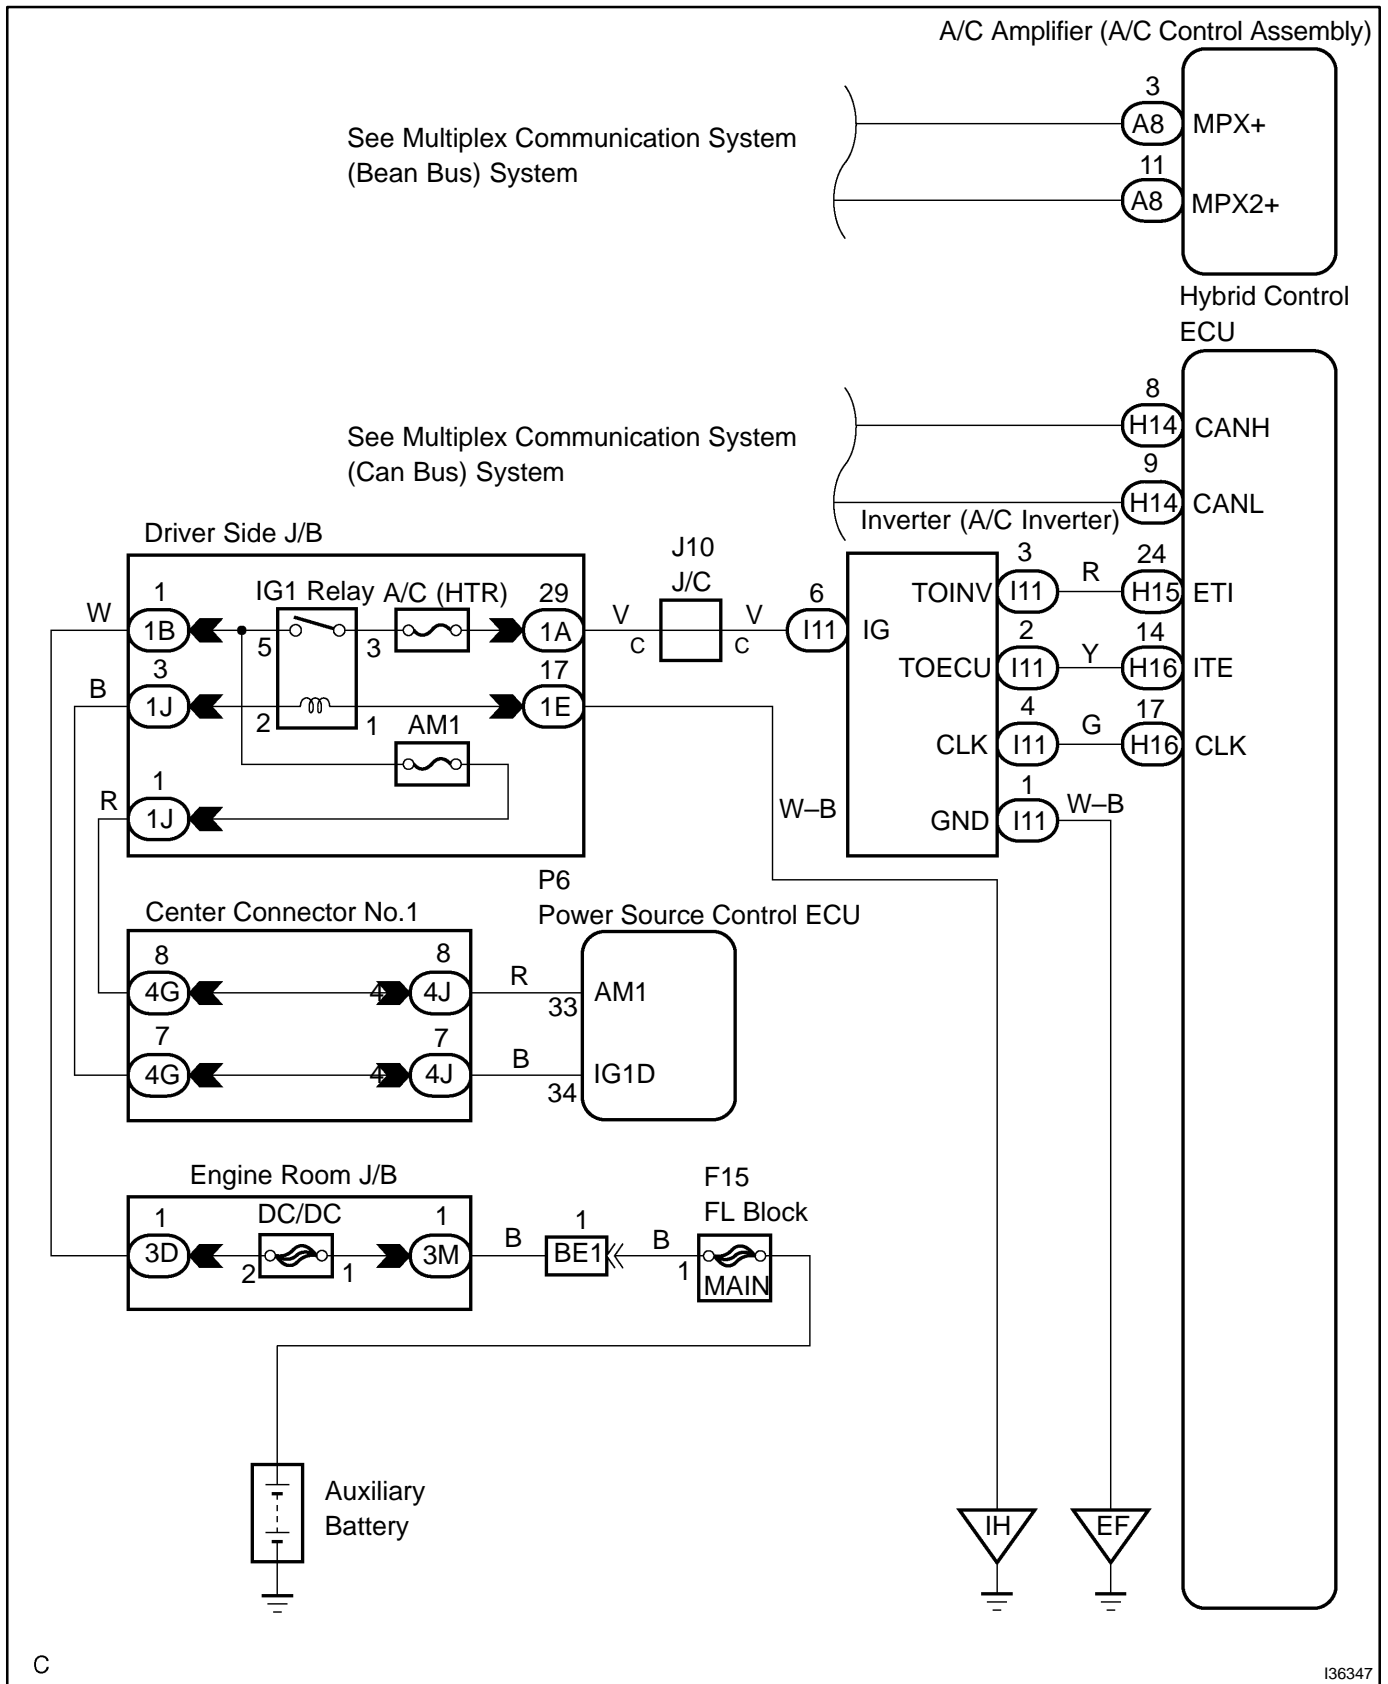 A/C Amplifier (A/C Control Assembly)
3
A8 MPX+
See Multiplex Communication System
(Bean Bus) System
11
A8 MPX2+
Hybrid Control
ECU
8
H14 CANH
See Multiplex Communication System
(Can Bus) System
9
H14 CANL
Inverter (A/C Inverter)
Driver Side J/B
J10
J/C
1
IG1 Relay
A/C (HTR)
29
W
1B
5
3
1A
V
C
V
C
6
I11
IG
TOINV
3
I11
R
24
H15
ETI
3
B
1J
2
1
17
1E
TOECU
2
I11
Y
14
H16
ITE
AM1
CLK
4
I11
G
17
H16
CLK
1
R
1J
W–B
GND
1
I11
W–B
P6
Power Source Control ECU
Center Connector No.1
8
4G
4
8
4J
R
33
AM1
7
4G
4
7
4J
B
34
IG1D
Engine Room J/B
F15
FL Block
1
3D
DC/DC
2
1
1
3M
B
1
BE1
B
1
MAIN
Auxiliary
Battery
IH
EF
C
I36347